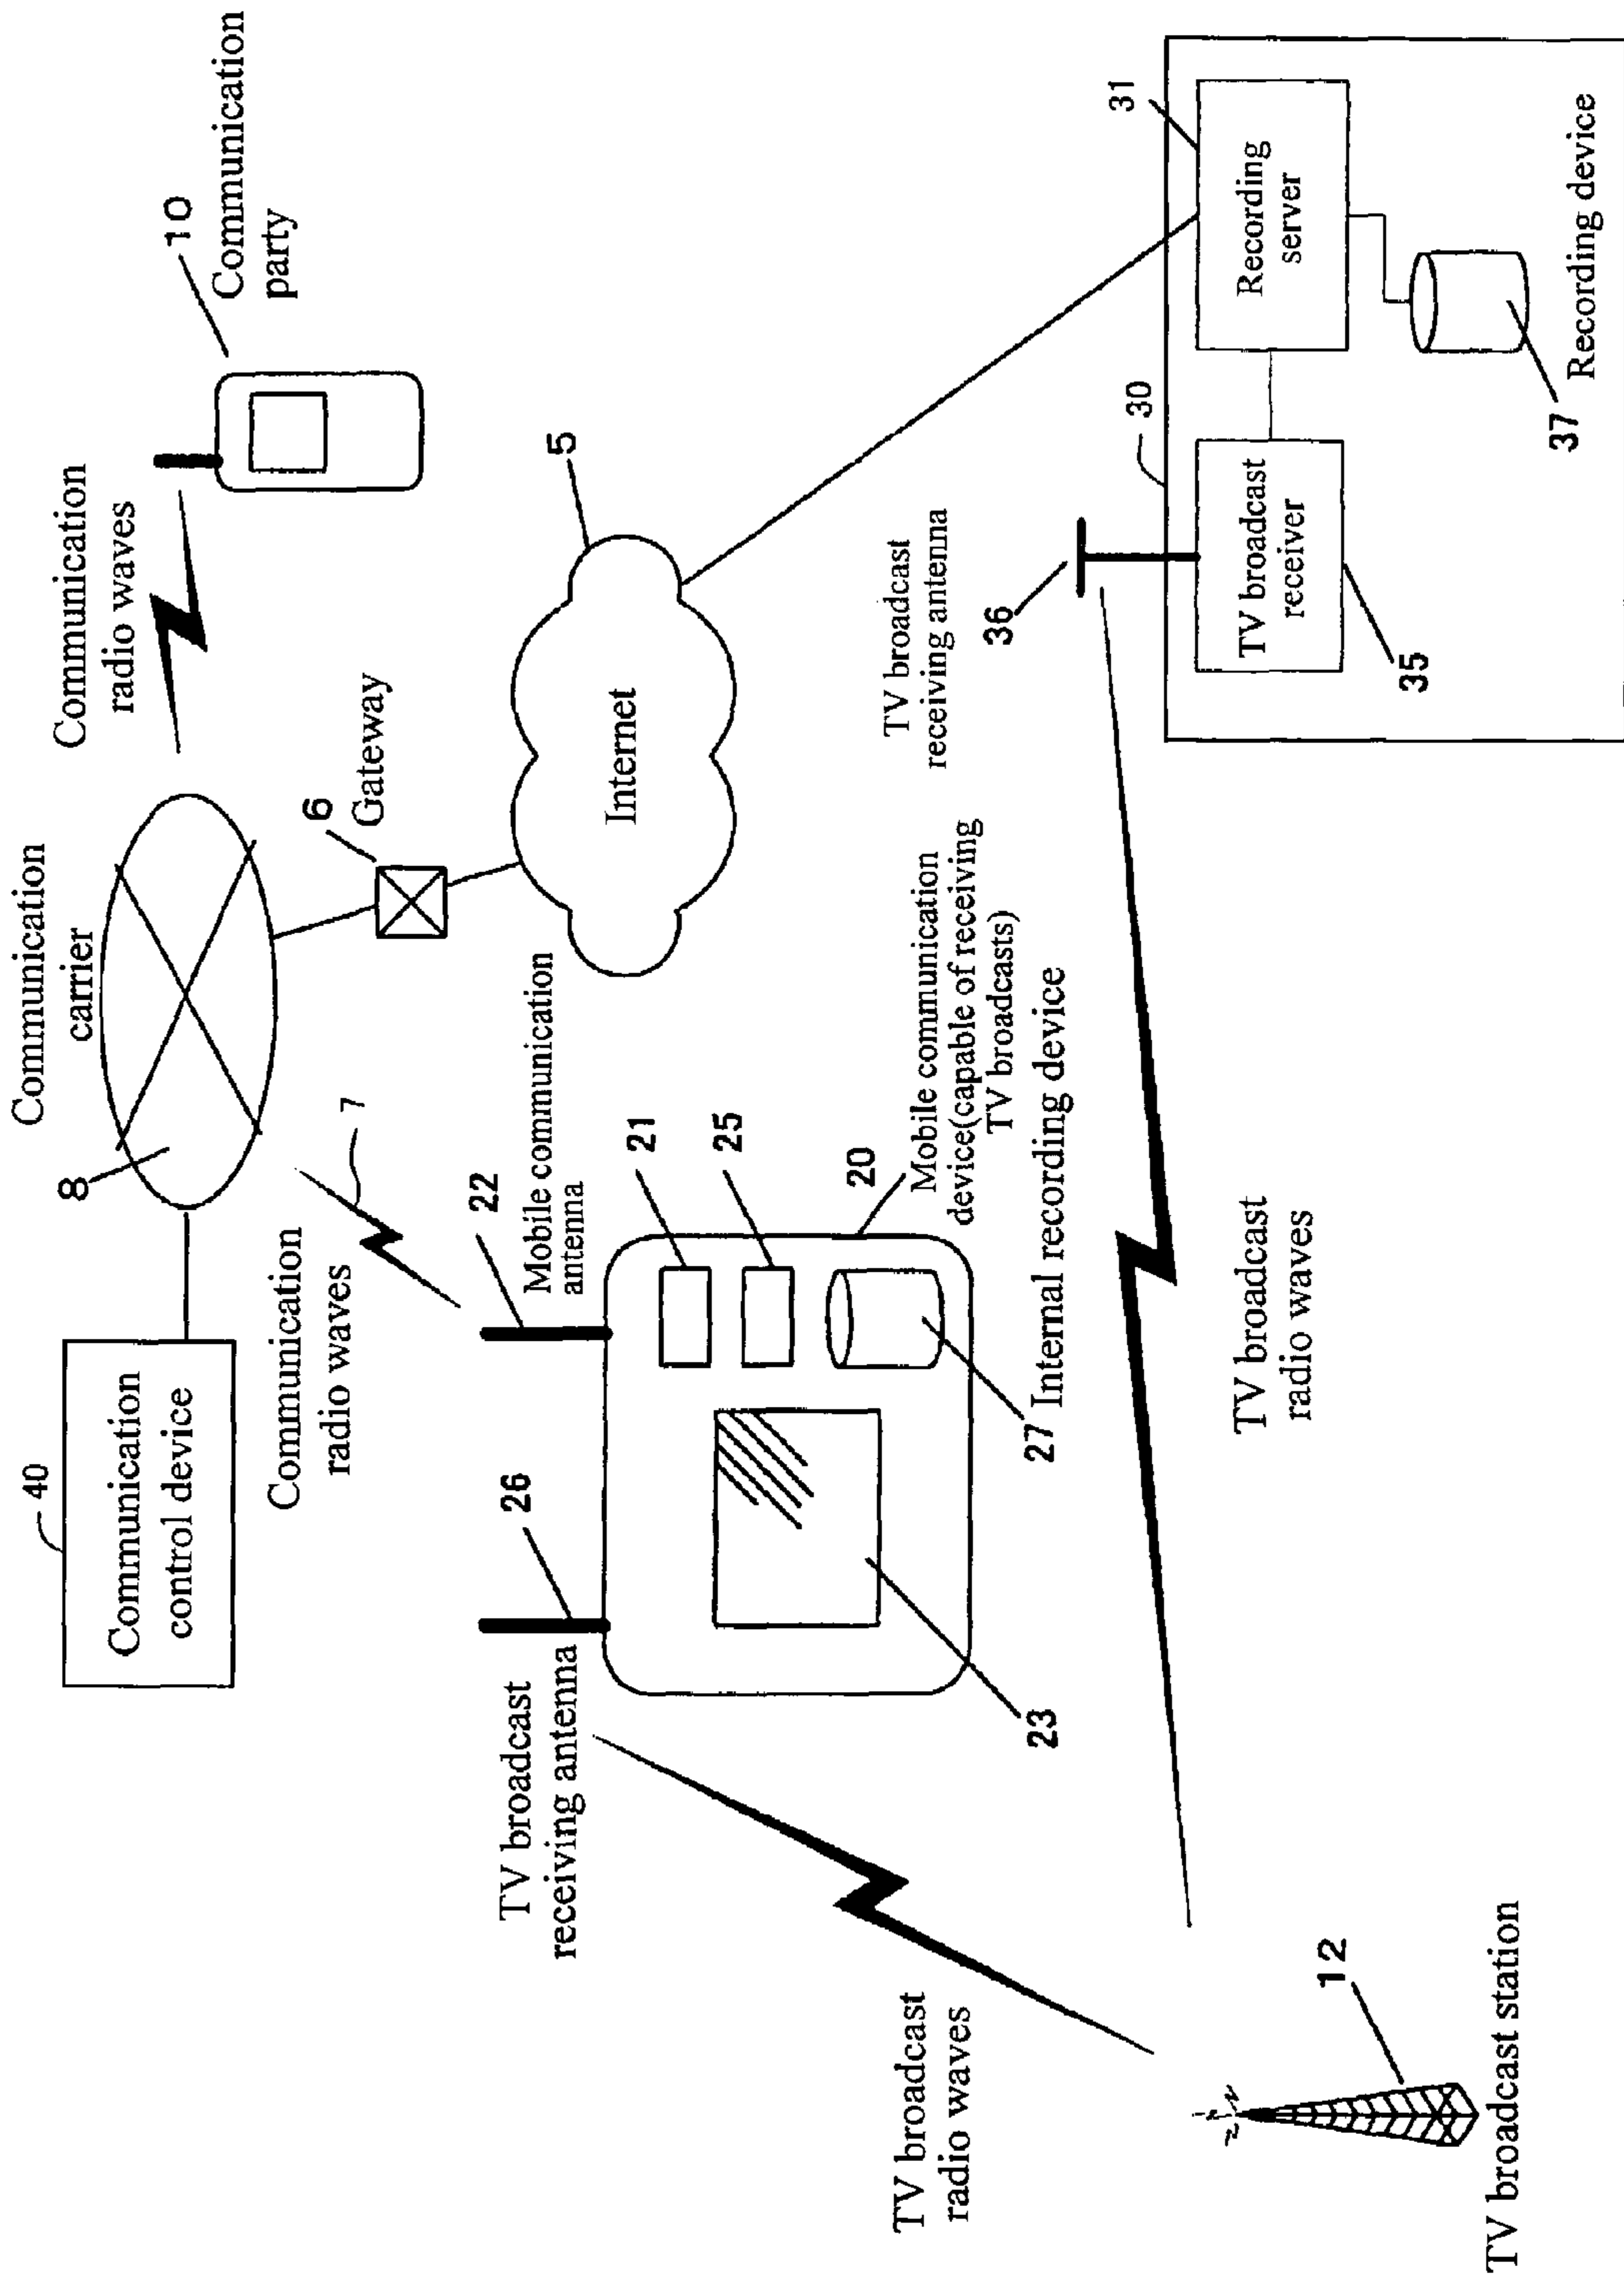 40
Communication
control device
Communication
carrier
8
Communication
radio waves
7
Communication
radio waves
10
Communication
party
6
Gateway
5
Internet
TV broadcast
receiving antenna
26
22
Mobile communication
antenna
21
25
20
Mobile communication
device(capable of receiving
TV broadcasts)
27 Internal recording device
23
TV broadcast
radio waves
12
TV broadcast station
TV broadcast
radio waves
TV broadcast
receiving antenna
36
30
31
TV broadcast
receiver
35
Recording
server
37
Recording device